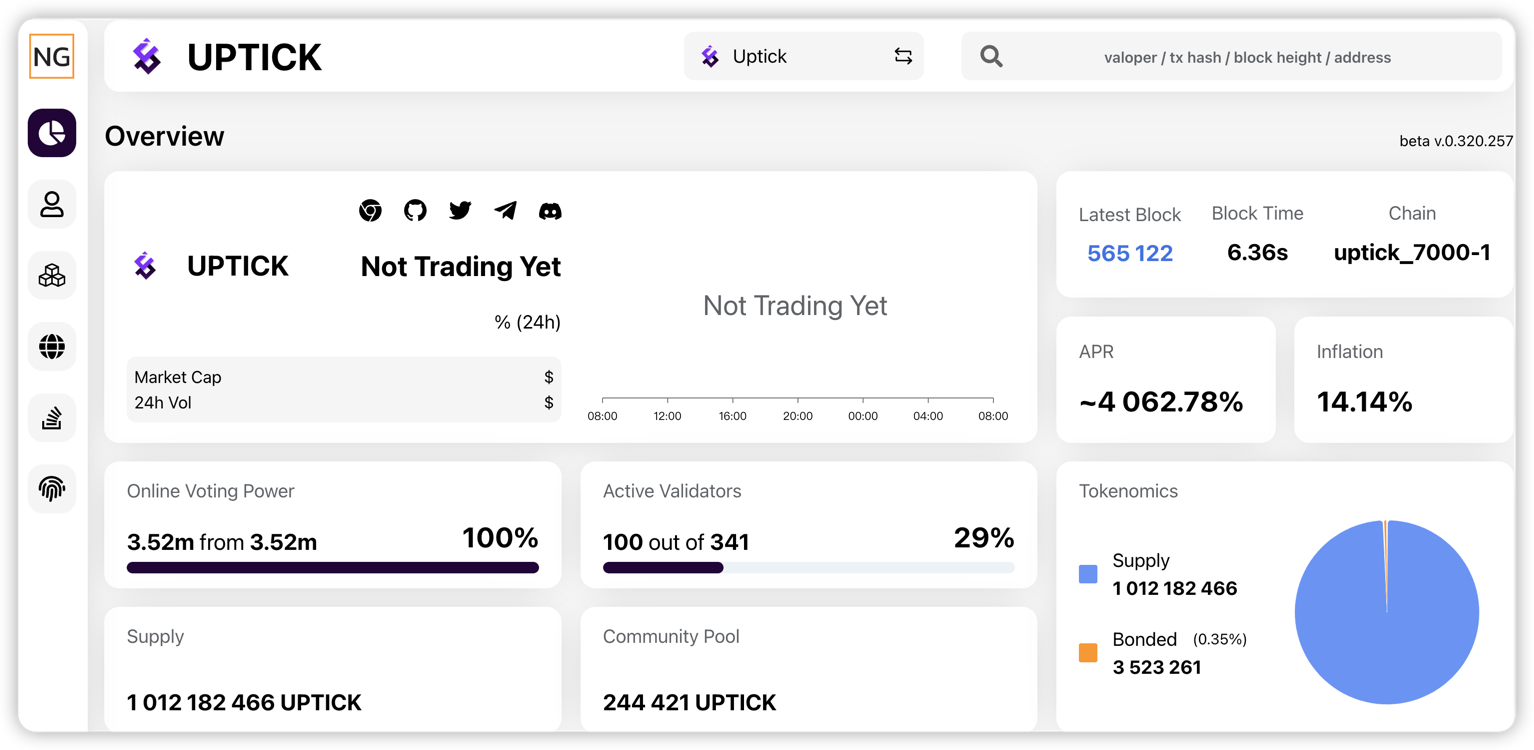 NG
UPTICK
Uptick
valoper / tx hash / block height / address
Overview
beta v.0.320.257
UPTICK
Not Trading Yet
% (24h)
Market Cap $
24h Vol $
Not Trading Yet
08:00 12:00 16:00 20:00 00:00 04:00 08:00
Latest Block
565 122
Block Time
6.36s
Chain
uptick_7000-1
APR
~4 062.78%
Inflation
14.14%
Online Voting Power
3.52m from 3.52m 100%
Active Validators
100 out of 341 29%
Tokenomics
Supply
1 012 182 466
Bonded (0.35%)
3 523 261
Supply
1 012 182 466 UPTICK
Community Pool
244 421 UPTICK